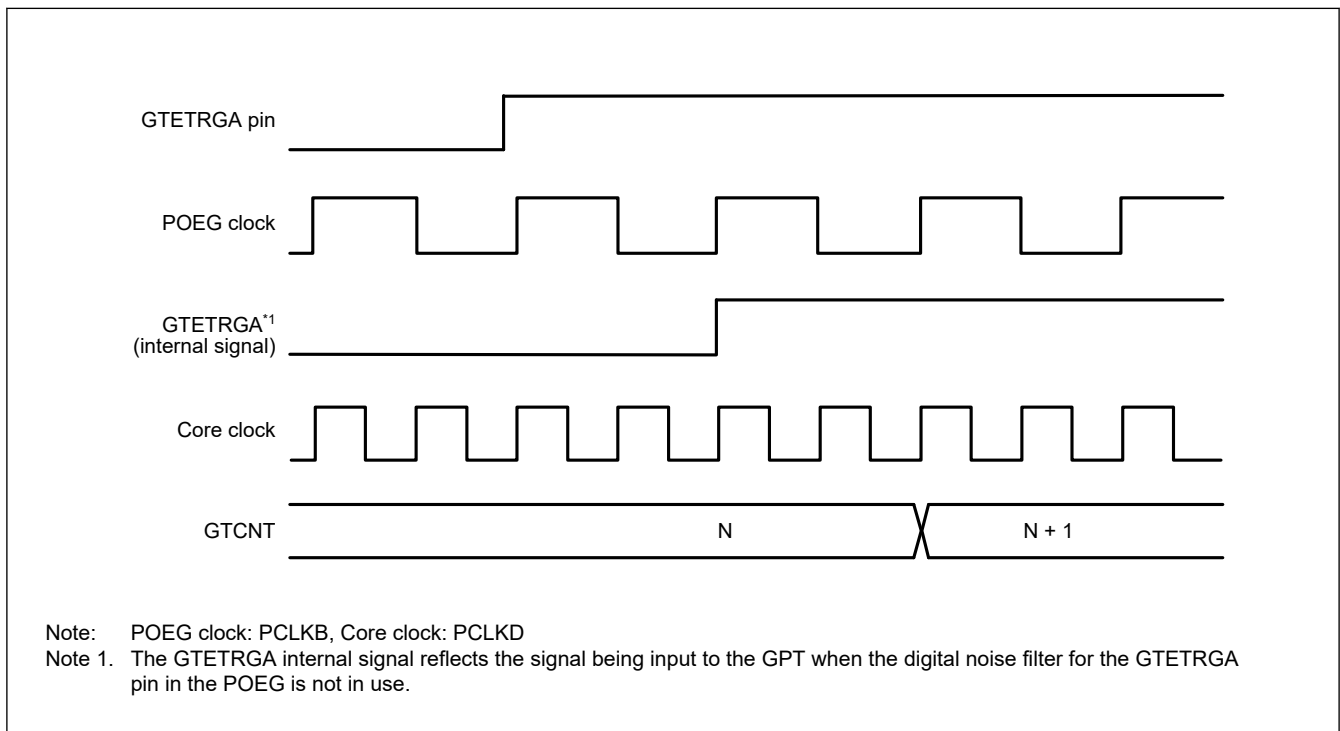 GTETRGA pin
POEG clock
GTETRGA*1
(internal signal)
Core clock
GTCNT
N
N + 1
Note: POEG clock: PCLKB, Core clock: PCLKD
Note 1. The GTETRGA internal signal reflects the signal being input to the GPT when the digital noise filter for the GTETRGA
pin in the POEG is not in use.